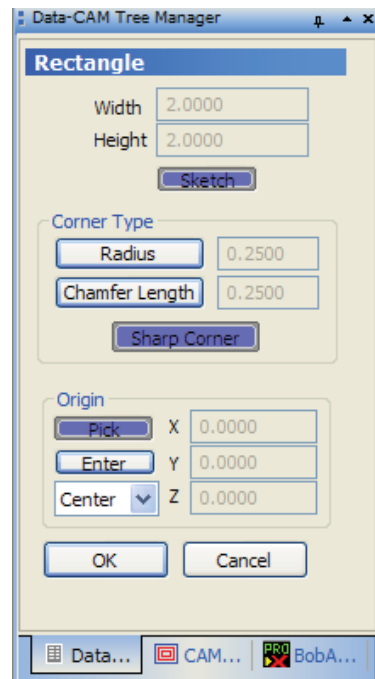 Data-CAM Tree Manager
Rectangle
Width 2.0000
Height 2.0000
Sketch
Corner Type
Radius 0.2500
Chamfer Length 0.2500
Sharp Corner
Origin
Pick X 0.0000
Enter Y 0.0000
Center Z 0.0000
OK Cancel
Data... CAM... PRO BobA...